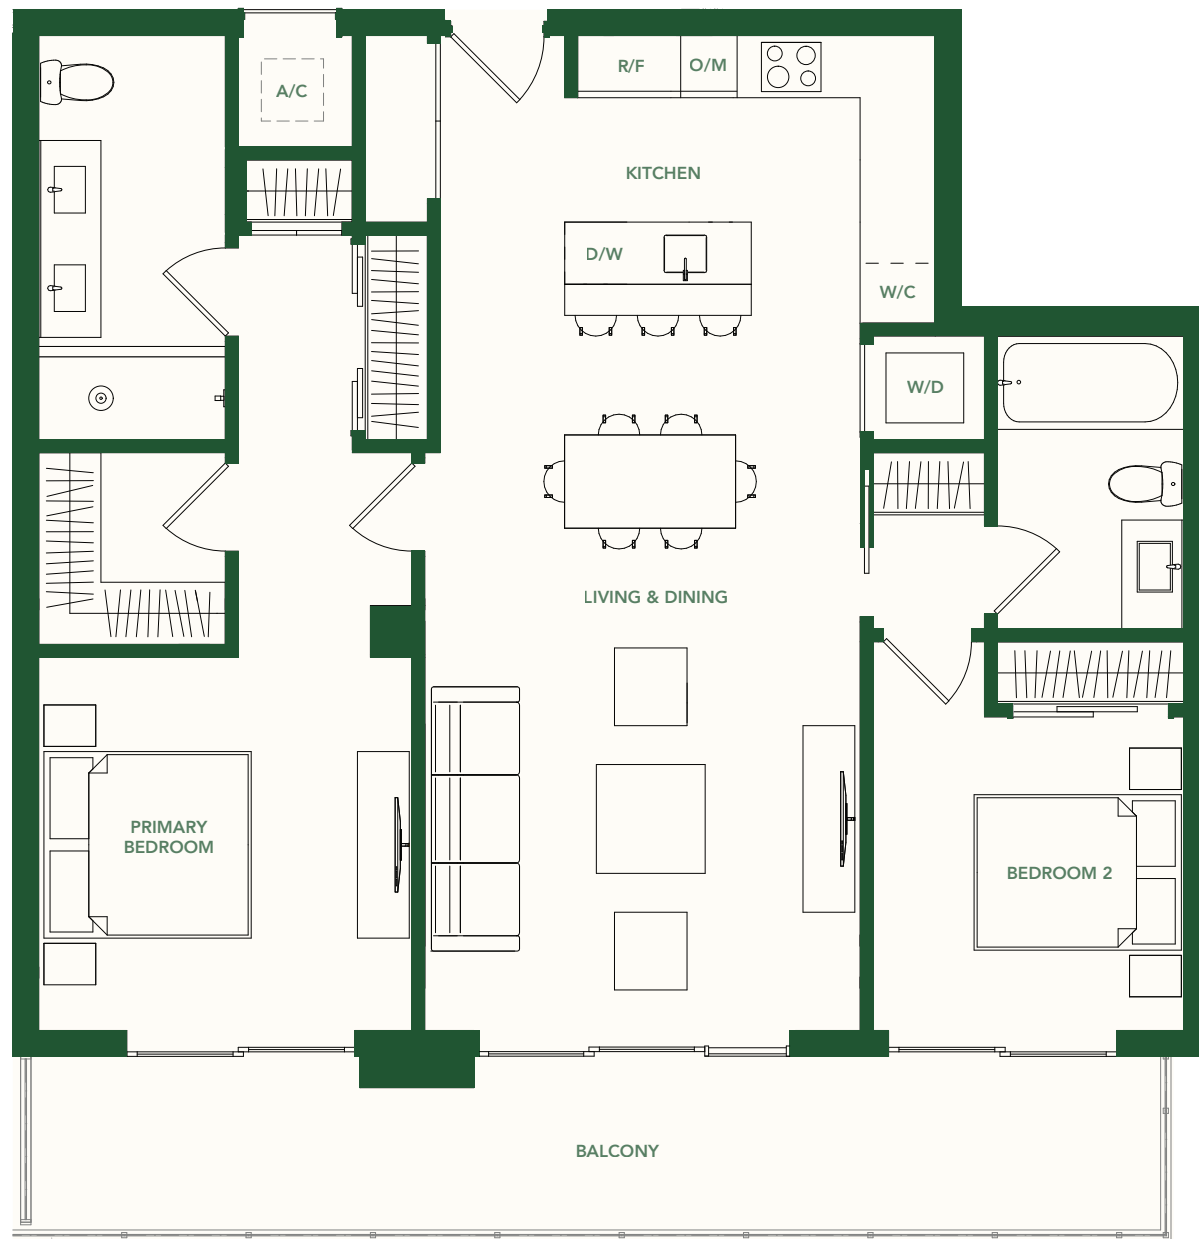 R/F
O/M
A/C
KITCHEN
D/W
W/C
W/D
LIVING & DINING
PRIMARY
BEDROOM
BEDROOM 2
BALCONY